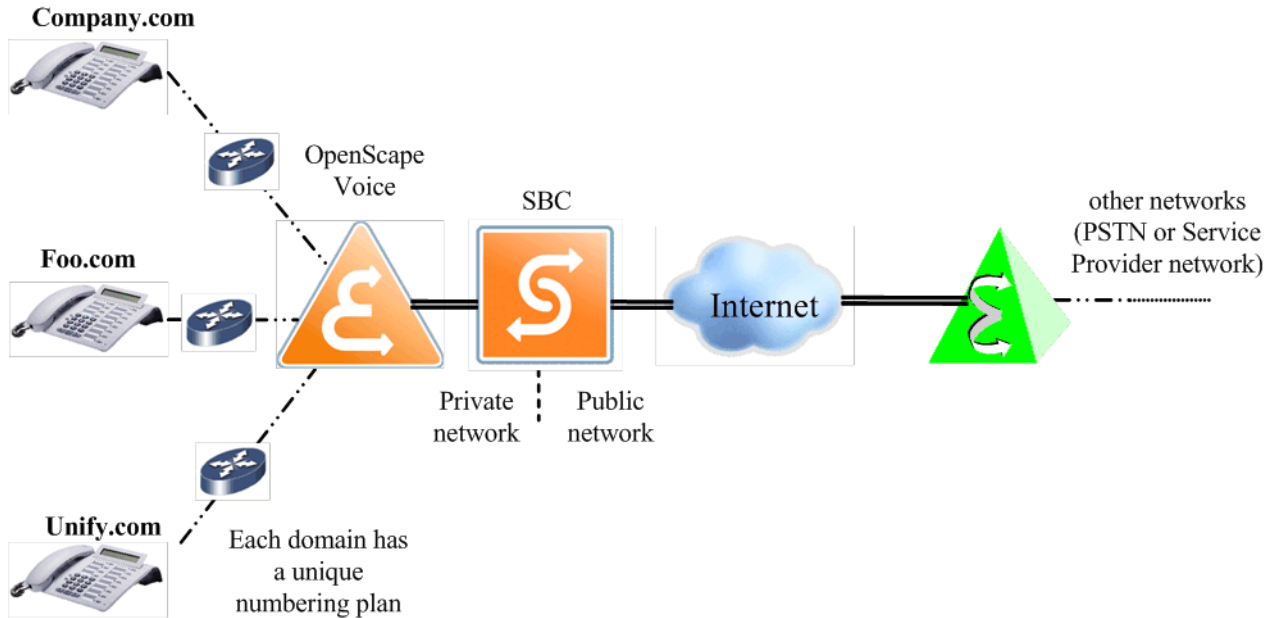 Company.com
OpenScape
Voice
SBC
other networks
(PSTN or Service
Provider network)
Foo.com
Internet
Private
network
Public
network
Unify.com
Each domain has
a unique
numbering plan